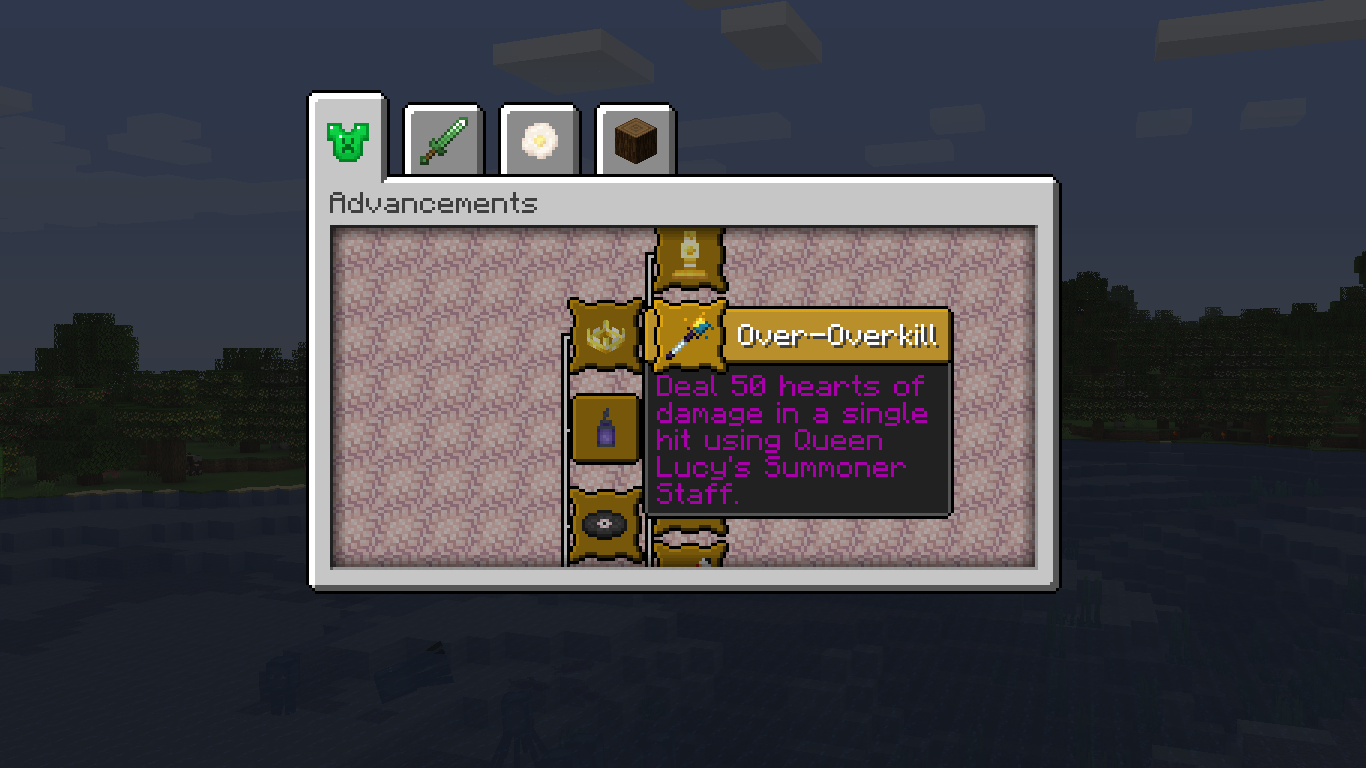 Advancements
Over-Overkill
Deal 50 hearts of
damage in a single
hit using Queen
Lucy's Summoner
Staff.